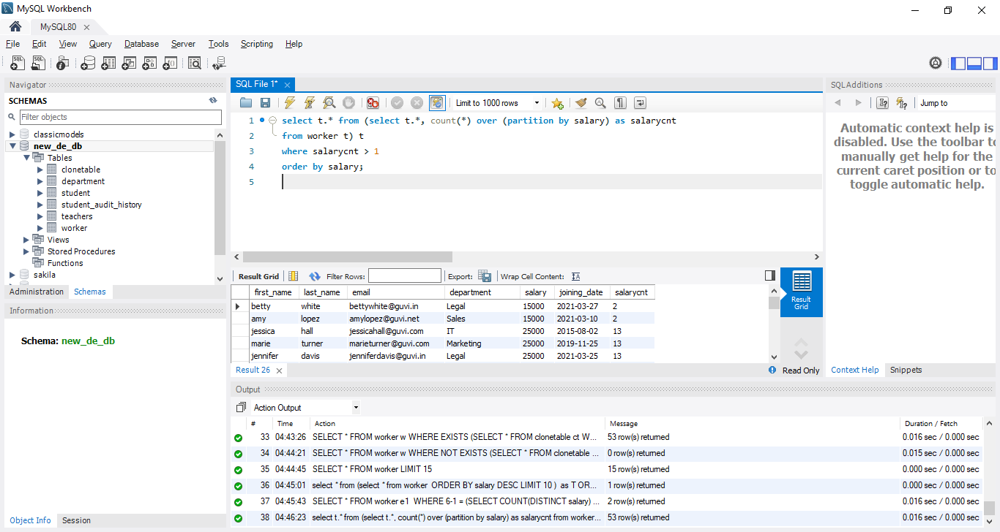 MySQL Workbench
MySQL80
File Edit View Query Database Server Tools Scripting Help
Navigator
SCHEMAS
Filter objects
classicmodels
new_de_db
Tables
clonetable
department
student
student_audit_history
teachers
worker
Views
Stored Procedures
Functions
sakila
Administration Schemas
Information
Schema: new_de_db
Object Info Session
SQL File 1*
Limit to 1000 rows
1 select t.* from (select t.*, count(*) over (partition by salary) as salarycnt
2 from worker t) t
3 where salarycnt > 1
4 order by salary;
5
Result Grid Filter Rows: Export: Wrap Cell Content:
first_name last_name email department salary joining_date salarycnt
betty white bettywhite@guvi.in Legal 15000 2021-03-27 2
amy lopez amylopez@guvi.net Sales 15000 2021-03-10 2
jessica hall jessicahall@guvi.com IT 25000 2015-08-02 13
marie turner marieturner@guvi.com Marketing 25000 2019-11-25 13
jennifer davis jenniferdavis@guvi.in Legal 25000 2021-03-25 13
Result
Grid
Result 26
Read Only
SQLAdditions
Jump to
Automatic context help is
disabled. Use the toolbar to
manually get help for the
current caret position or to
toggle automatic help.
Context Help Snippets
Output
Action Output
# Time Action Message Duration / Fetch
33 04:43:26 SELECT * FROM worker w WHERE EXISTS (SELECT * FROM clonetable ct W... 53 row(s) returned 0.016 sec / 0.000 sec
34 04:44:21 SELECT * FROM worker w WHERE NOT EXISTS (SELECT * FROM clonetable ... 0 row(s) returned 0.015 sec / 0.000 sec
35 04:44:45 SELECT * FROM worker LIMIT 15 15 row(s) returned 0.000 sec / 0.000 sec
36 04:45:01 select * from (select * from worker ORDER BY salary DESC LIMIT 10 ) as T OR... 1 row(s) returned 0.000 sec / 0.000 sec
37 04:45:43 SELECT * FROM worker e1 WHERE 6-1 = (SELECT COUNT(DISTINCT salary) ... 2 row(s) returned 0.016 sec / 0.000 sec
38 04:46:23 select t.* from (select t.*, count(*) over (partition by salary) as salarycnt from worker... 53 row(s) returned 0.016 sec / 0.000 sec